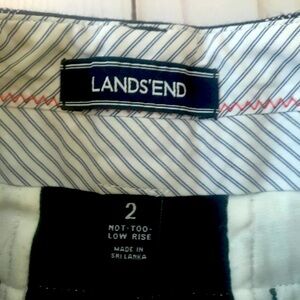 LANDS'END
2
NOT-TOO-
LOW RISE
MADE IN
SRI LANKA